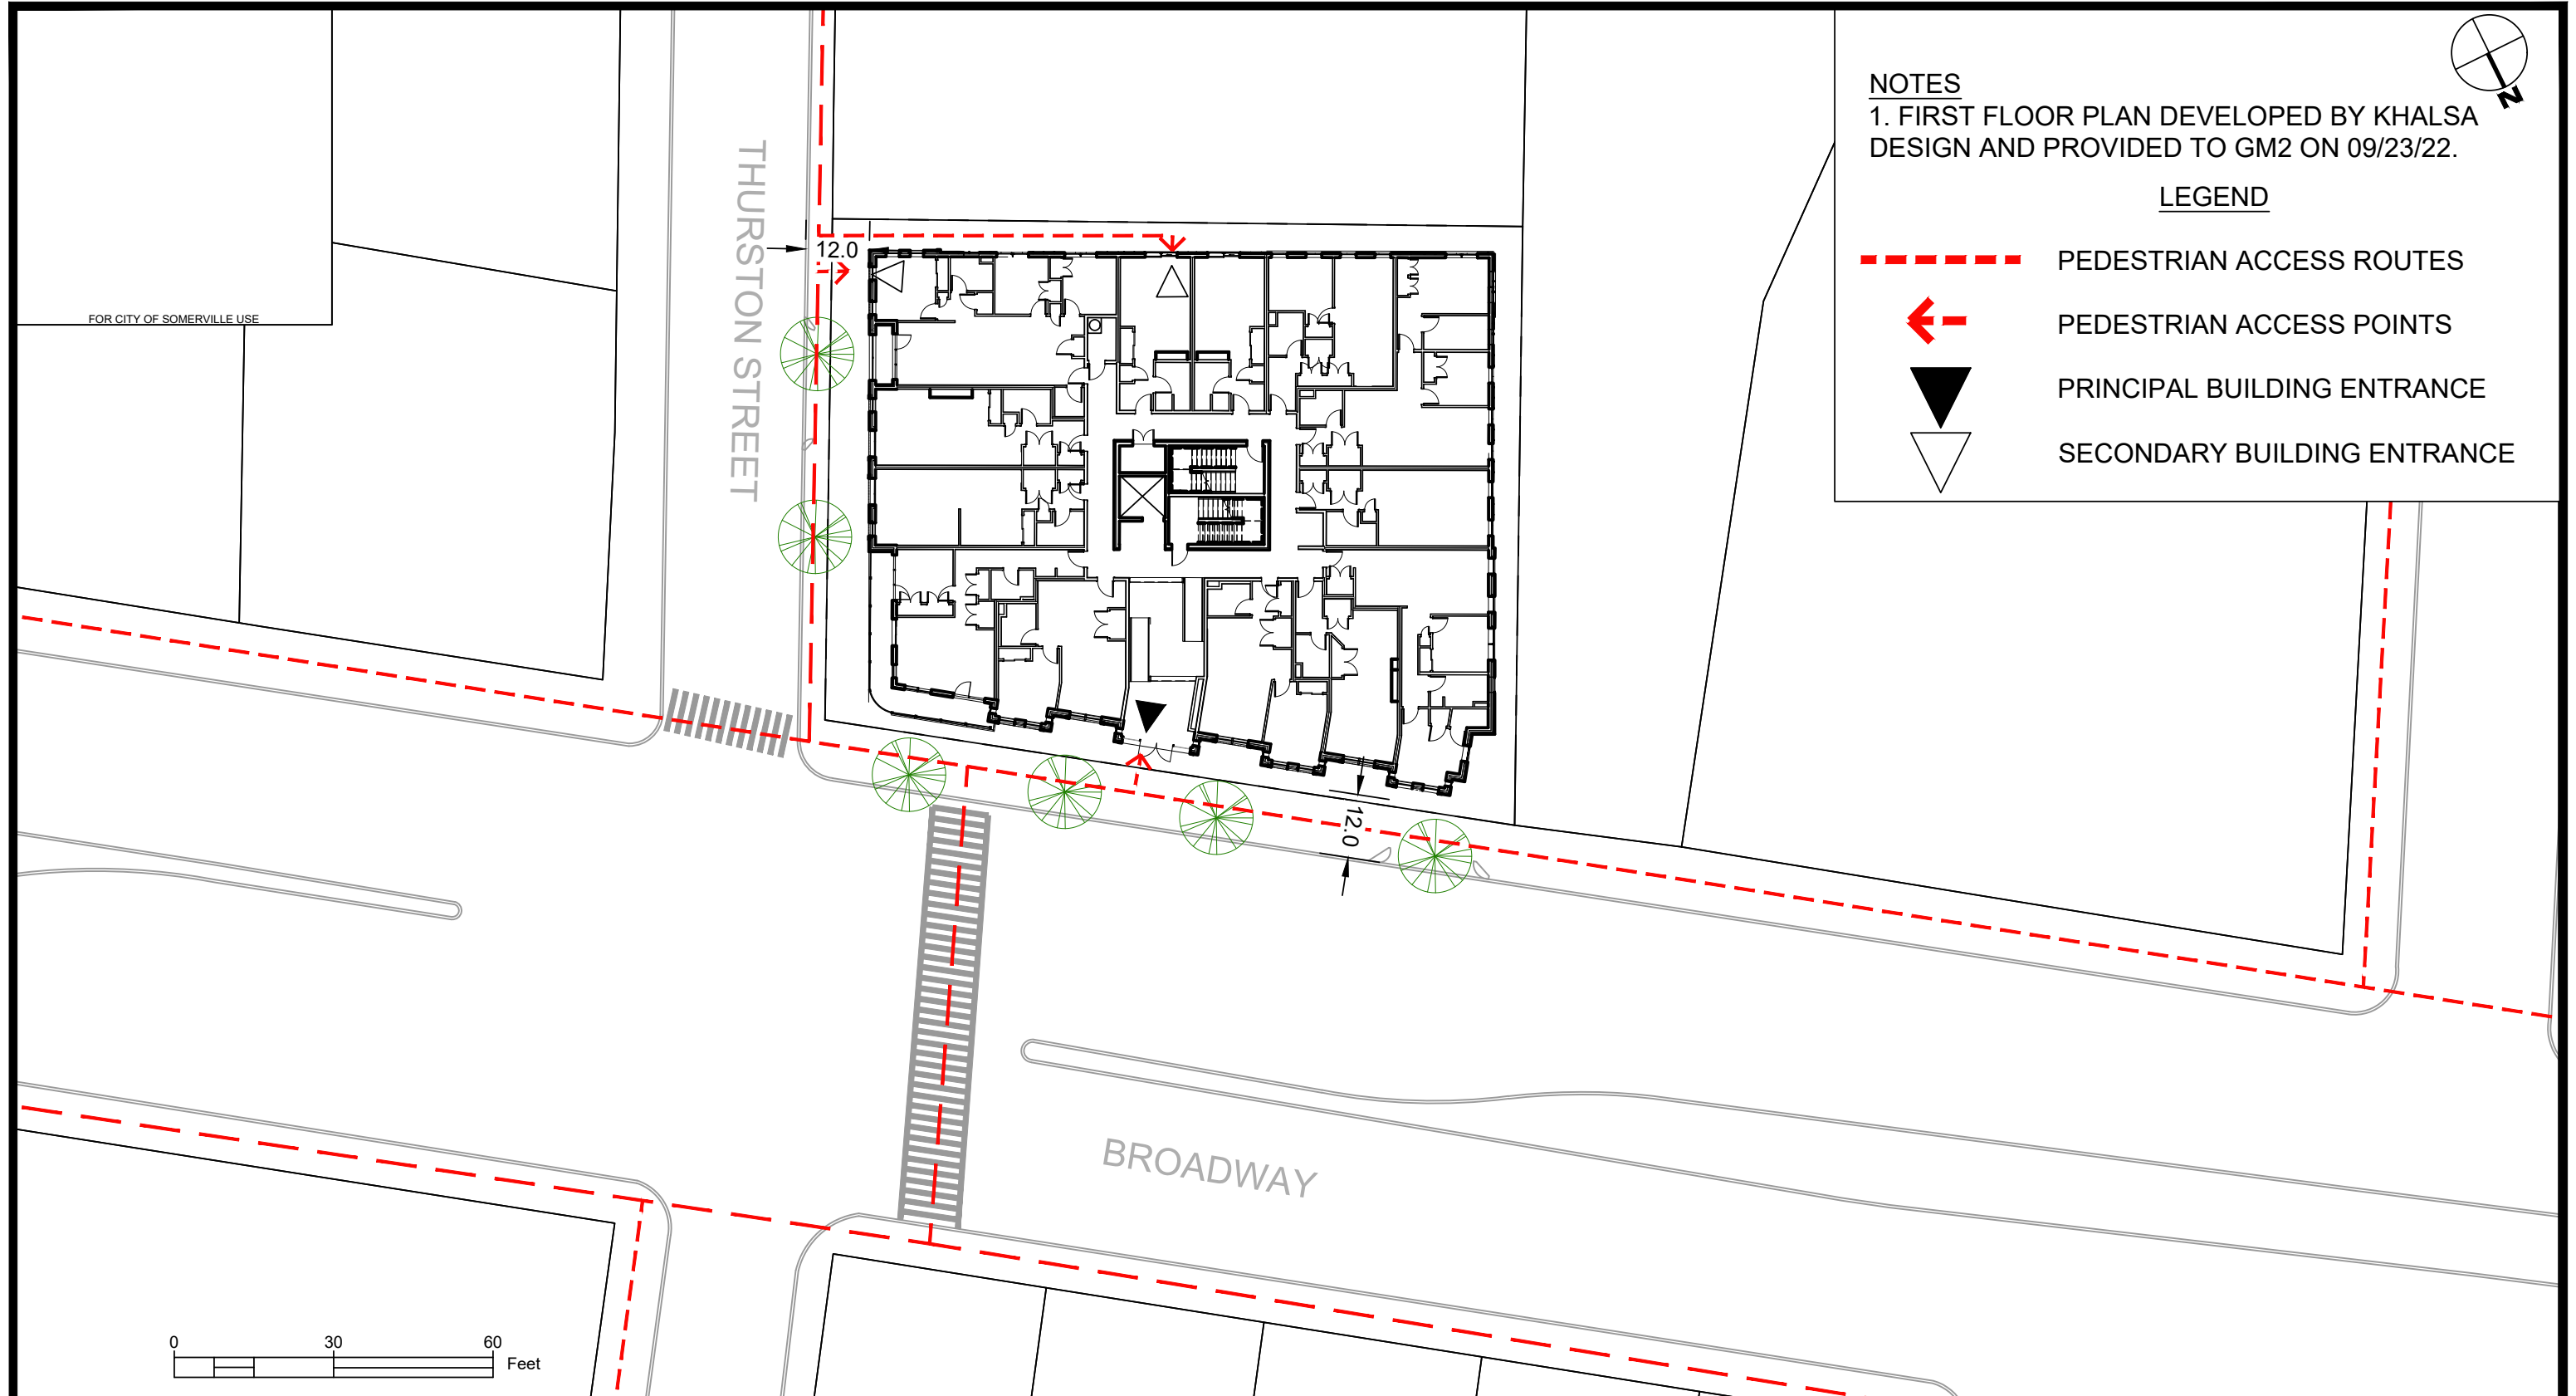 NOTES
1. FIRST FLOOR PLAN DEVELOPED BY KHALSA
DESIGN AND PROVIDED TO GM2 ON 09/23/22.
N
LEGEND
PEDESTRIAN ACCESS ROUTES
PEDESTRIAN ACCESS POINTS
PRINCIPAL BUILDING ENTRANCE
SECONDARY BUILDING ENTRANCE
THURSTON STREET
12.0
FOR CITY OF SOMERVILLE USE
12.0
BROADWAY
0 30 60
Feet